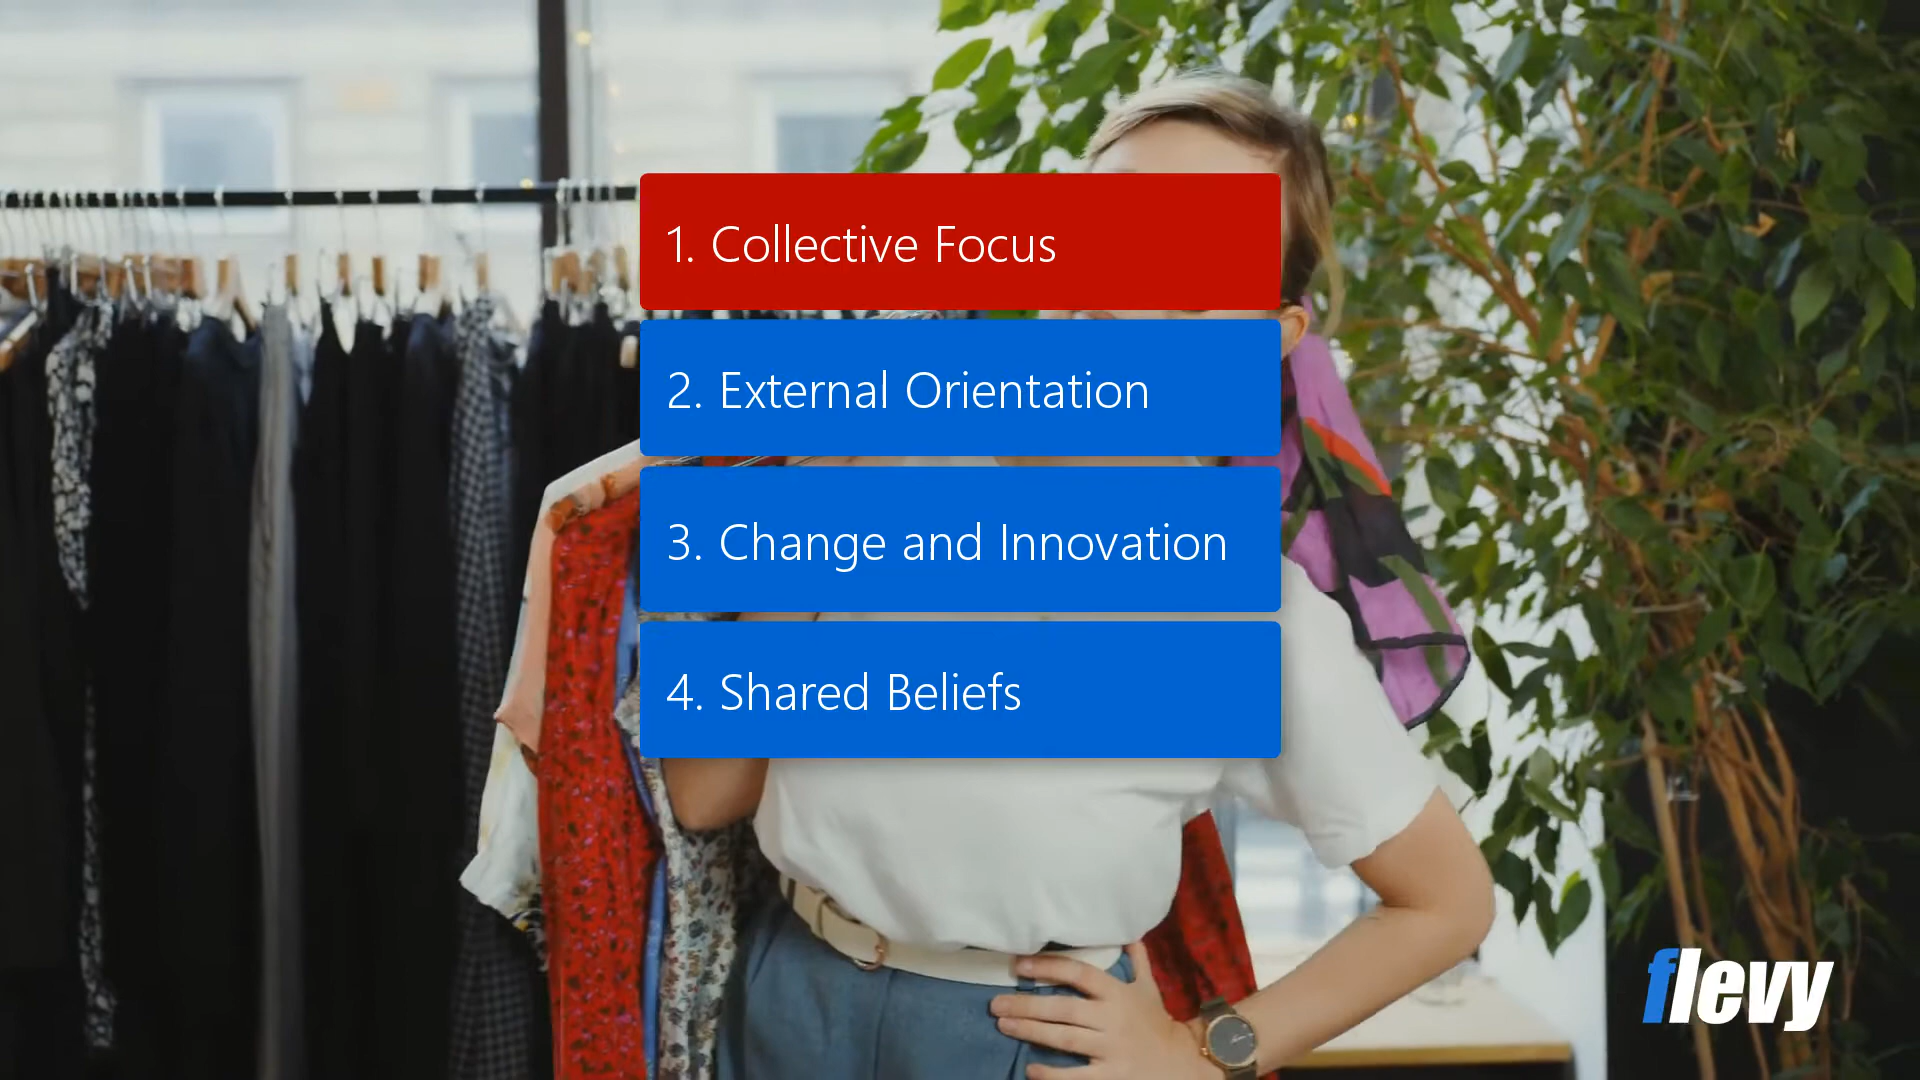 1. Collective Focus
2. External Orientation
3. Change and Innovation
4. Shared Beliefs
flevy